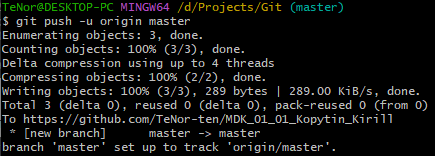 TeNor@DESKTOP-PC MINGW64 /d/Projects/Git (master)
$ git push -u origin master
Enumerating objects: 3, done.
Counting objects: 100% (3/3), done.
Delta compression using up to 4 threads
Compressing objects: 100% (2/2), done.
Writing objects: 100% (3/3), 289 bytes | 289.00 KiB/s, done.
Total 3 (delta 0), reused 0 (delta 0), pack-reused 0 (from 0)
To https://github.com/TeNor-ten/MDK_01_01_Kopytin_Kirill
 * [new branch]      master -> master
branch 'master' set up to track 'origin/master'.